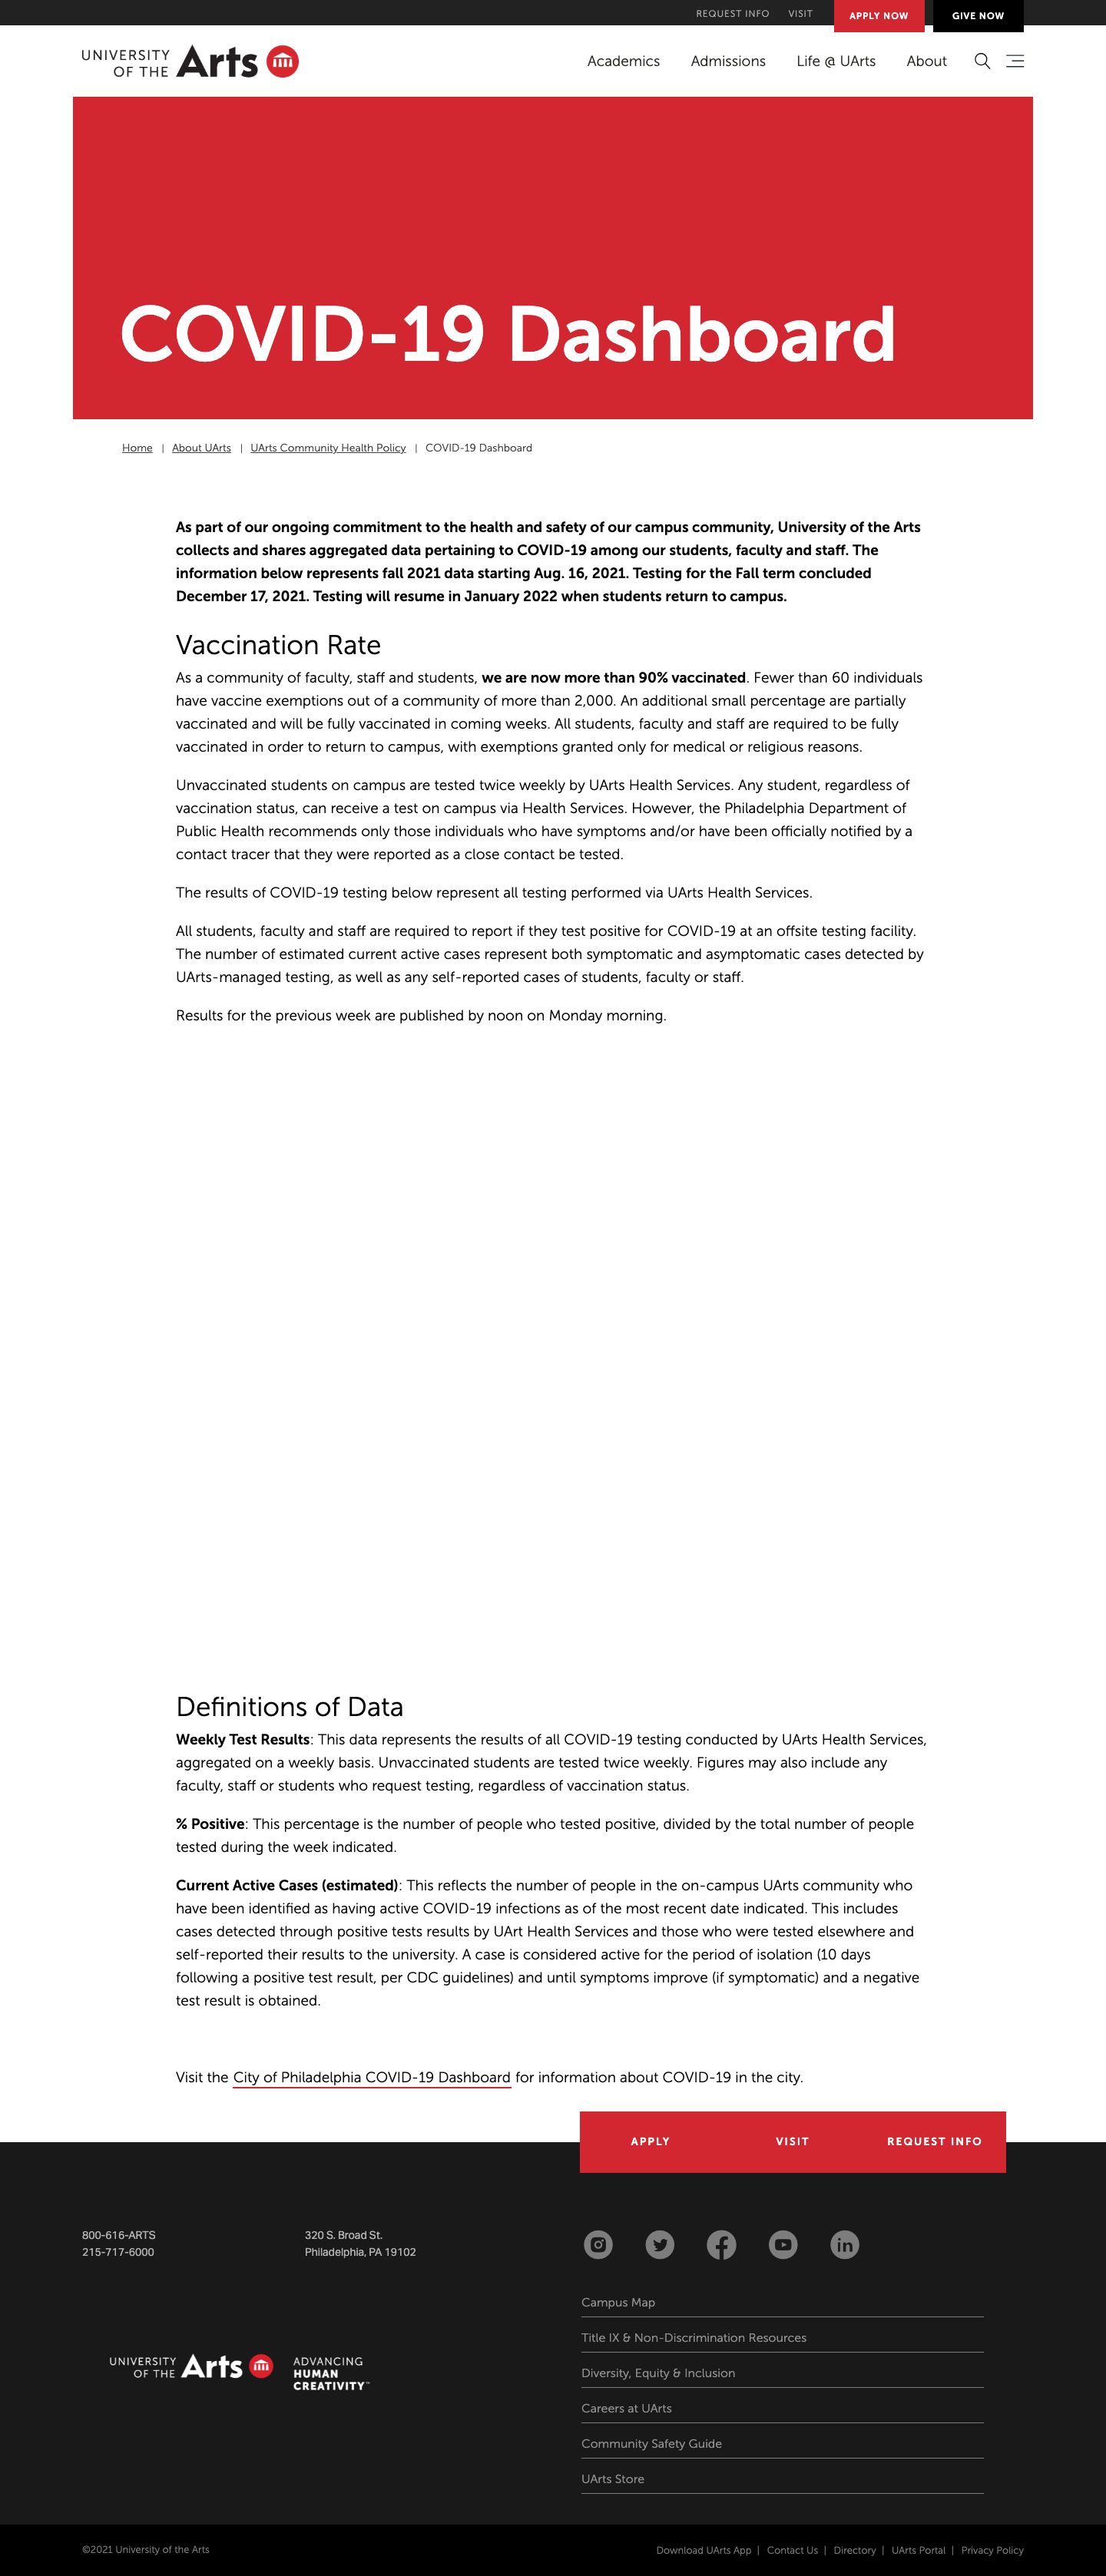 REQUEST INFO VISIT APPLY NOW GIVE NOW
UNIVERSITY OF THE Arts
Academics Admissions Life @ UArts About
COVID-19 Dashboard
Home | About UArts | UArts Community Health Policy | COVID-19 Dashboard
As part of our ongoing commitment to the health and safety of our campus community, University of the Arts
collects and shares aggregated data pertaining to COVID-19 among our students, faculty and staff. The
information below represents fall 2021 data starting Aug. 16, 2021. Testing for the Fall term concluded
December 17, 2021. Testing will resume in January 2022 when students return to campus.
Vaccination Rate
As a community of faculty, staff and students, we are now more than 90% vaccinated. Fewer than 60 individuals
have vaccine exemptions out of a community of more than 2,000. An additional small percentage are partially
vaccinated and will be fully vaccinated in coming weeks. All students, faculty and staff are required to be fully
vaccinated in order to return to campus, with exemptions granted only for medical or religious reasons.
Unvaccinated students on campus are tested twice weekly by UArts Health Services. Any student, regardless of
vaccination status, can receive a test on campus via Health Services. However, the Philadelphia Department of
Public Health recommends only those individuals who have symptoms and/or have been officially notified by a
contact tracer that they were reported as a close contact be tested.
The results of COVID-19 testing below represent all testing performed via UArts Health Services.
All students, faculty and staff are required to report if they test positive for COVID-19 at an offsite testing facility.
The number of estimated current active cases represent both symptomatic and asymptomatic cases detected by
UArts-managed testing, as well as any self-reported cases of students, faculty or staff.
Results for the previous week are published by noon on Monday morning.
Definitions of Data
Weekly Test Results: This data represents the results of all COVID-19 testing conducted by UArts Health Services,
aggregated on a weekly basis. Unvaccinated students are tested twice weekly. Figures may also include any
faculty, staff or students who request testing, regardless of vaccination status.
% Positive: This percentage is the number of people who tested positive, divided by the total number of people
tested during the week indicated.
Current Active Cases (estimated): This reflects the number of people in the on-campus UArts community who
have been identified as having active COVID-19 infections as of the most recent date indicated. This includes
cases detected through positive tests results by UArt Health Services and those who were tested elsewhere and
self-reported their results to the university. A case is considered active for the period of isolation (10 days
following a positive test result, per CDC guidelines) and until symptoms improve (if symptomatic) and a negative
test result is obtained.
Visit the City of Philadelphia COVID-19 Dashboard for information about COVID-19 in the city.
APPLY VISIT REQUEST INFO
800-616-ARTS
215-717-6000
320 S. Broad St.
Philadelphia, PA 19102
Campus Map
Title IX & Non-Discrimination Resources
Diversity, Equity & Inclusion
Careers at UArts
Community Safety Guide
UArts Store
UNIVERSITY OF THE Arts
ADVANCING
HUMAN
CREATIVITY™
©2021 University of the Arts
Download UArts App | Contact Us | Directory | UArts Portal | Privacy Policy